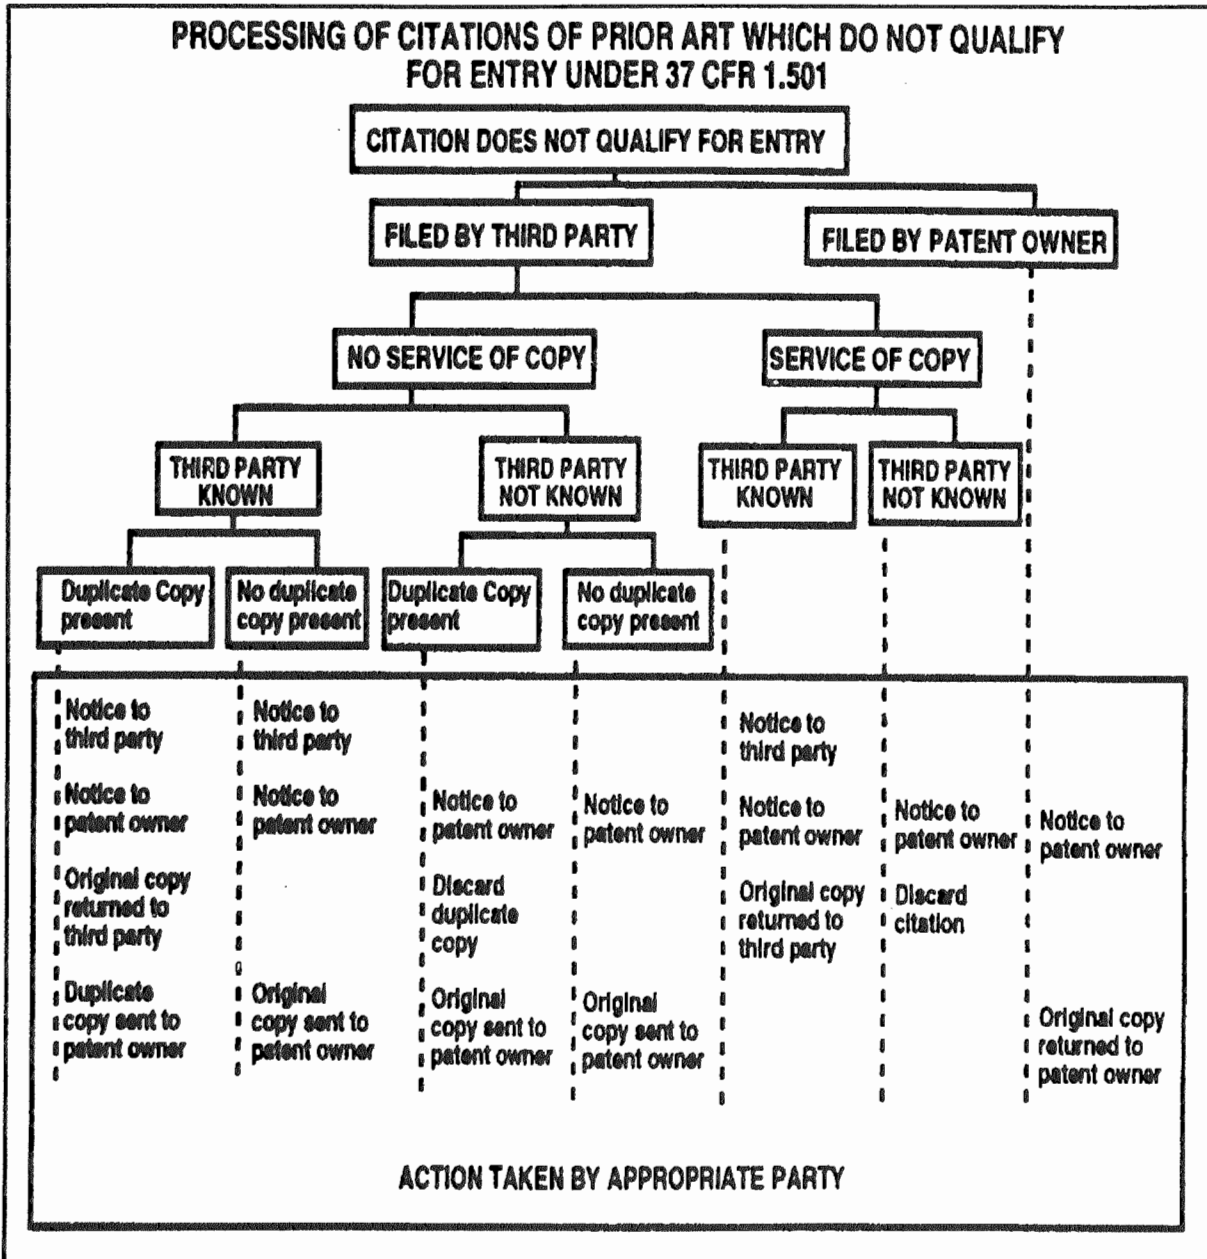 PROCESSING OF CITATIONS OF PRIOR ART WHICH DO NOT QUALIFY
FOR ENTRY UNDER 37 CFR 1.501
CITATION DOES NOT QUALIFY FOR ENTRY
FILED BY THIRD PARTY
FILED BY PATENT OWNER
NO SERVICE OF COPY
SERVICE OF COPY
THIRD PARTY
KNOWN
THIRD PARTY
NOT KNOWN
THIRD PARTY
KNOWN
THIRD PARTY
NOT KNOWN
Duplicate Copy
present
No duplicate
copy present
Duplicate Copy
present
No duplicate
copy present
Notice to
third party
Notice to
patent owner
Original copy
returned to
third party
Duplicate
copy sent to
patent owner
Notice to
third party
Notice to
patent owner
Original
copy sent to
patent owner
Notice to
patent owner
Discard
duplicate
copy
Original
copy sent to
patent owner
Notice to
patent owner
Original
copy sent to
patent owner
Notice to
third party
Notice to
patent owner
Original copy
returned to
third party
Notice to
patent owner
Discard
citation
Notice to
patent owner
Original copy
returned to
patent owner
ACTION TAKEN BY APPROPRIATE PARTY